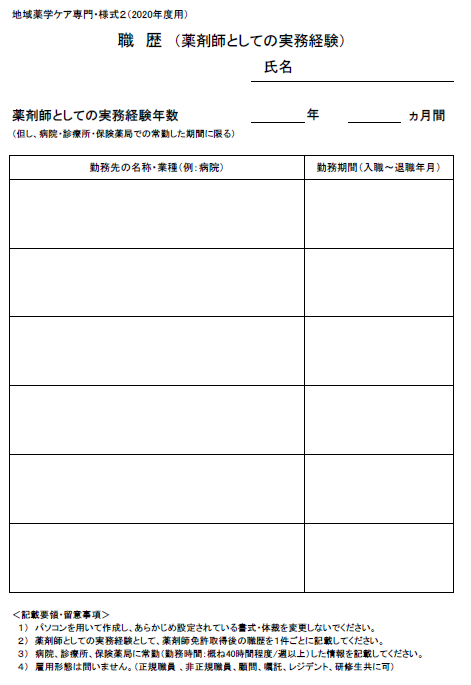 地域薬学ケア専門・様式２（2020年度用）
職　歴　（薬剤師としての実務経験）
氏名
薬剤師としての実務経験年数　　　　　　年　　　　　　ヵ月間
（但し、病院・診療所・保険薬局での常勤した期間に限る）
勤務先の名称・業種（例：病院）　　勤務期間（入職～退職年月）
＜記載要領・留意事項＞
１）　パソコンを用いて作成し、あらかじめ設定されている書式・体裁を変更しないでください。
２）　薬剤師としての実務経験として、薬剤師免許取得後の職歴を１件ごとに記載してください。
３）　病院、診療所、保険薬局に常勤（勤務時間：概ね40時間程度/週以上）した情報を記載してください。
４）　雇用形態は問いません。（正規職員 、非正規職員、顧問、嘱託、レジデント、研修生共に可）